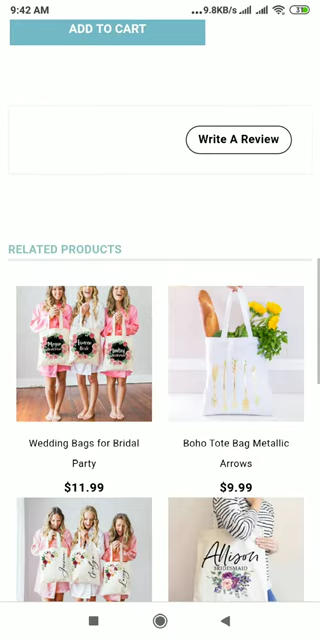 9:42 AM
...9.8KB/s
31
ADD TO CART
Write A Review
RELATED PRODUCTS
Wedding Bags for Bridal
Party
$11.99
Boho Tote Bag Metallic
Arrows
$9.99
Allison
BRIDESMAID